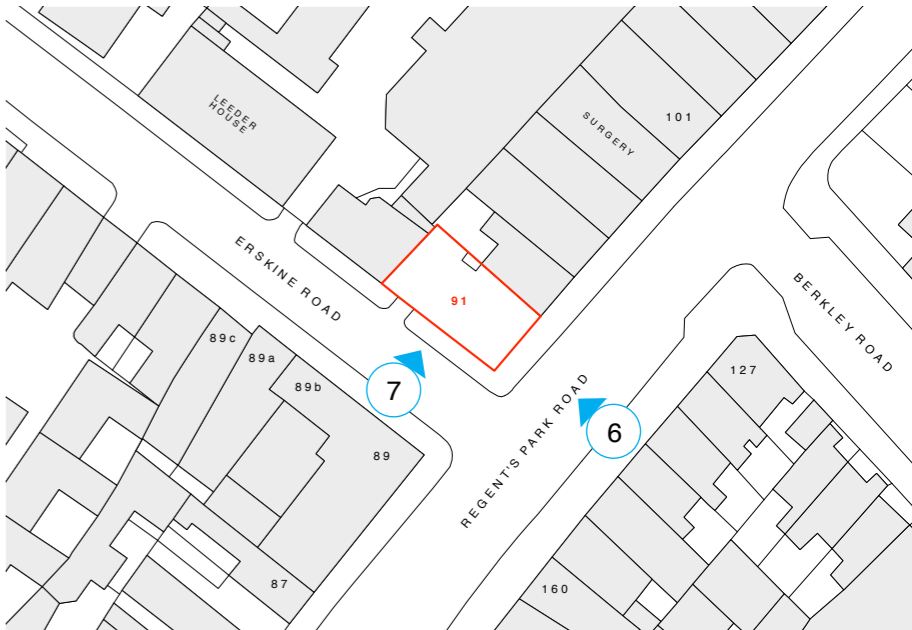 LEEDER
HOUSE
101
SURGERY
ERSKINE ROAD
91
BERKLEY ROAD
89c
89a
89b
7
127
REGENT'S PARK ROAD
6
89
87
160